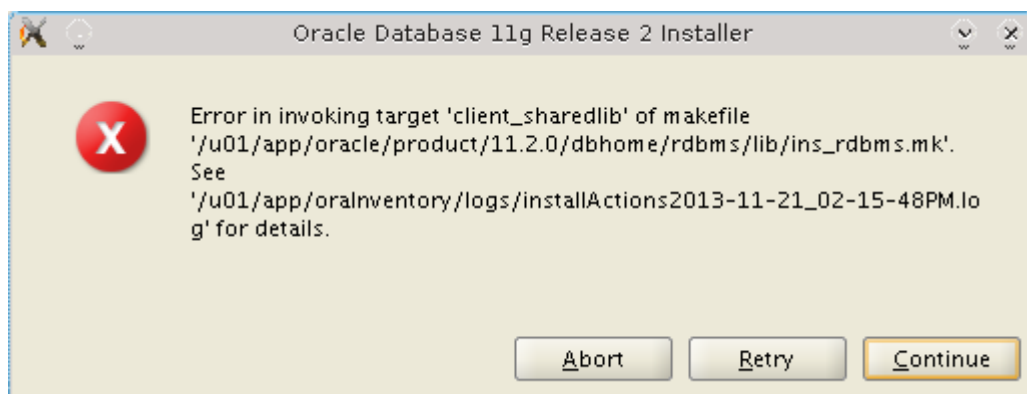 Oracle Database 11g Release 2 Installer
Error in invoking target 'client_sharedlib' of makefile
'/u01/app/oracle/product/11.2.0/dbhome/rdbms/lib/ins_rdbms.mk'.
See
'/u01/app/oraInventory/logs/installActions2013-11-21_02-15-48PM.lo
g' for details.
Abort
Retry
Continue